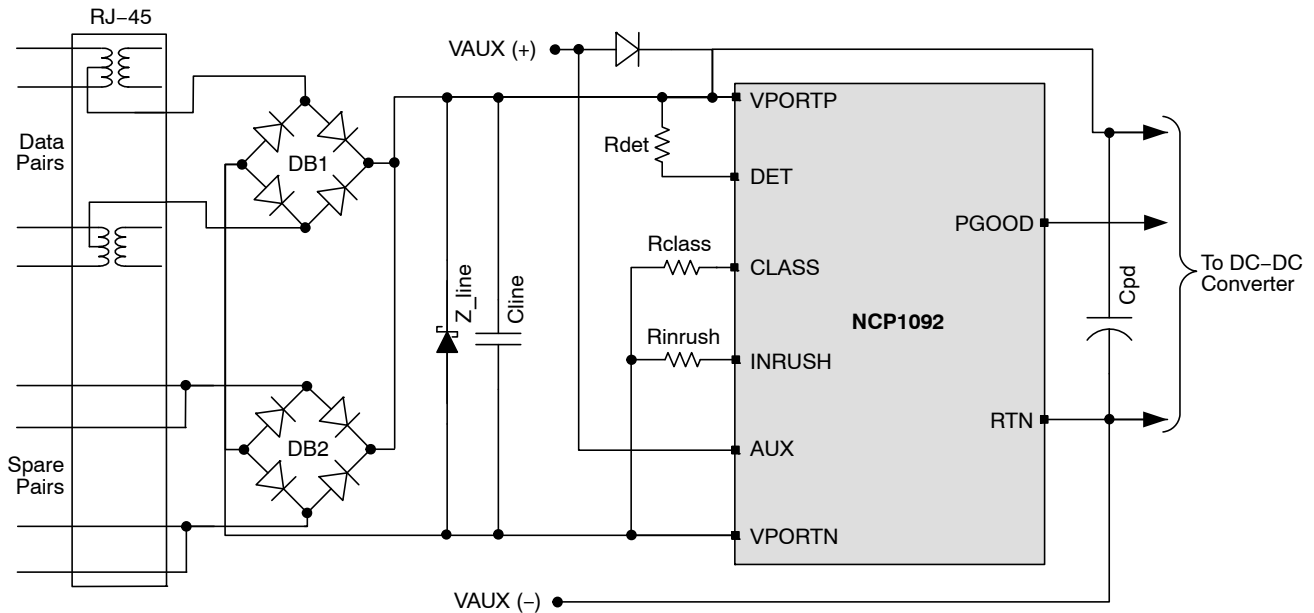 RJ−45
VAUX (+)
Data
Pairs
DB1
Rdet
VPORTP
DET
PGOOD
Rclass
CLASS
To DC−DC
Converter
Z_line
Cline
Cpd
NCP1092
Rinrush
INRUSH
RTN
DB2
AUX
Spare
Pairs
VPORTN
VAUX (−)